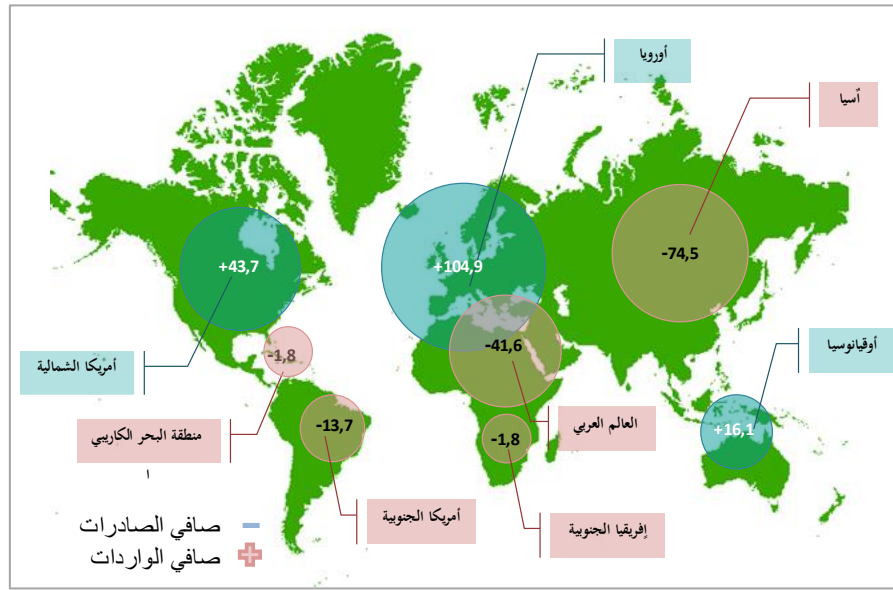 أورويا
آسيا
+43,7
+104,9
-74,5
أوقيانوسيا
أمريكا الشمالية
-1,8
-41,6
منطقة البحر الكاريبي
ا
-13,7
-1,8
العالم العربي
+16,1
أمريكا الجنوبية
إفريقيا الجنوبية
صافي الصادرات
صافي الواردات